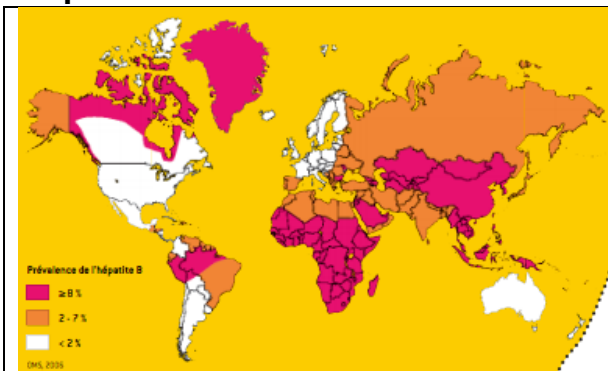 Prévalence de l'hépatite B
≥ 8 %
2 - 7 %
< 2 %
OMS, 2006